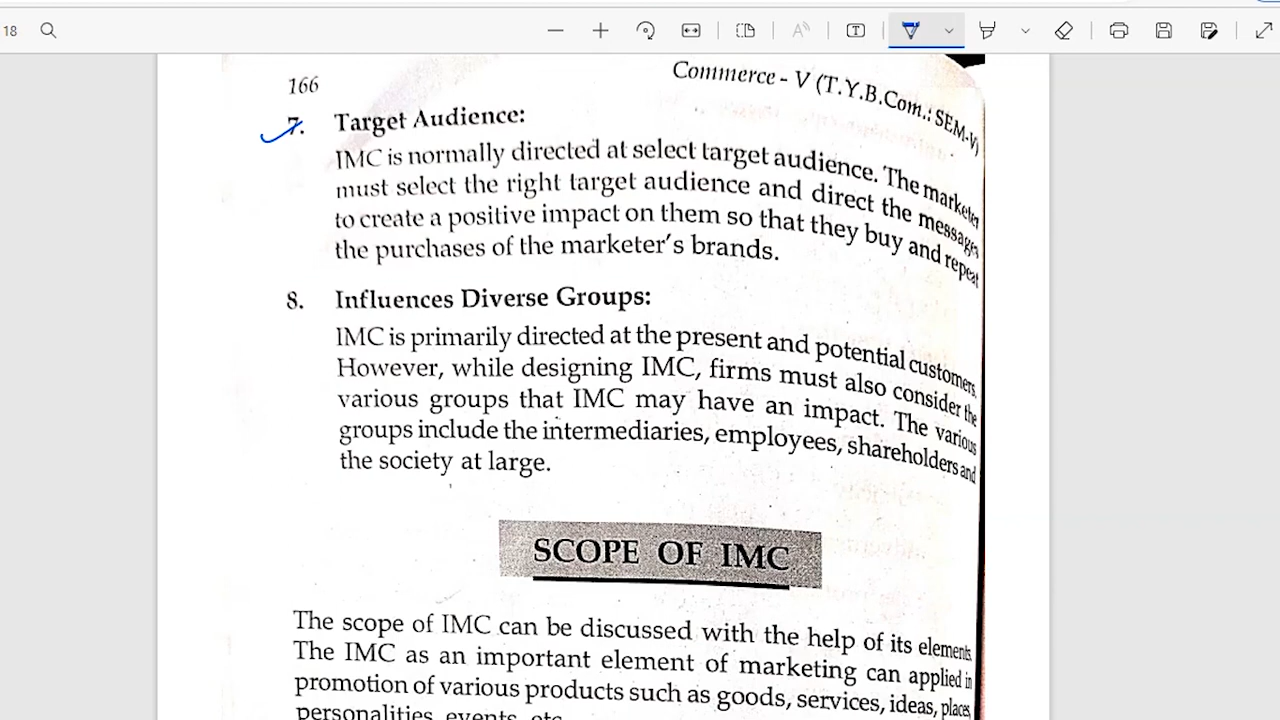 18
166
Commerce - V (T.Y.B.Com.: SEM-V)
7. Target Audience:
IMC is normally directed at select target audience. The marketer
must select the right target audience and direct the messages
to create a positive impact on them so that they buy and repeat
the purchases of the marketer's brands.
8. Influences Diverse Groups:
IMC is primarily directed at the present and potential customers.
However, while designing IMC, firms must also consider the
various groups that IMC may have an impact. The various
groups include the intermediaries, employees, shareholders and
the society at large.
SCOPE OF IMC
The scope of IMC can be discussed with the help of its elements.
The IMC as an important element of marketing can applied in
promotion of various products such as goods, services, ideas, places,
personalities, events, etc.